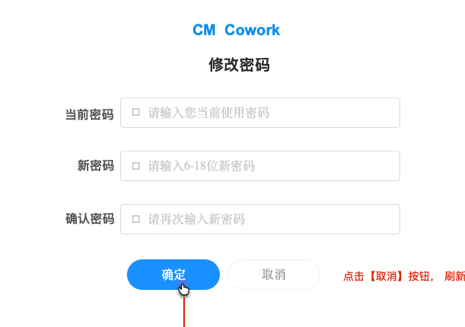 CM Cowork
修改密码
当前密码 请输入您当前使用密码
新密码 请输入6-18位新密码
确认密码 请再次输入新密码
确定 取消 点击【取消】按钮， 刷新